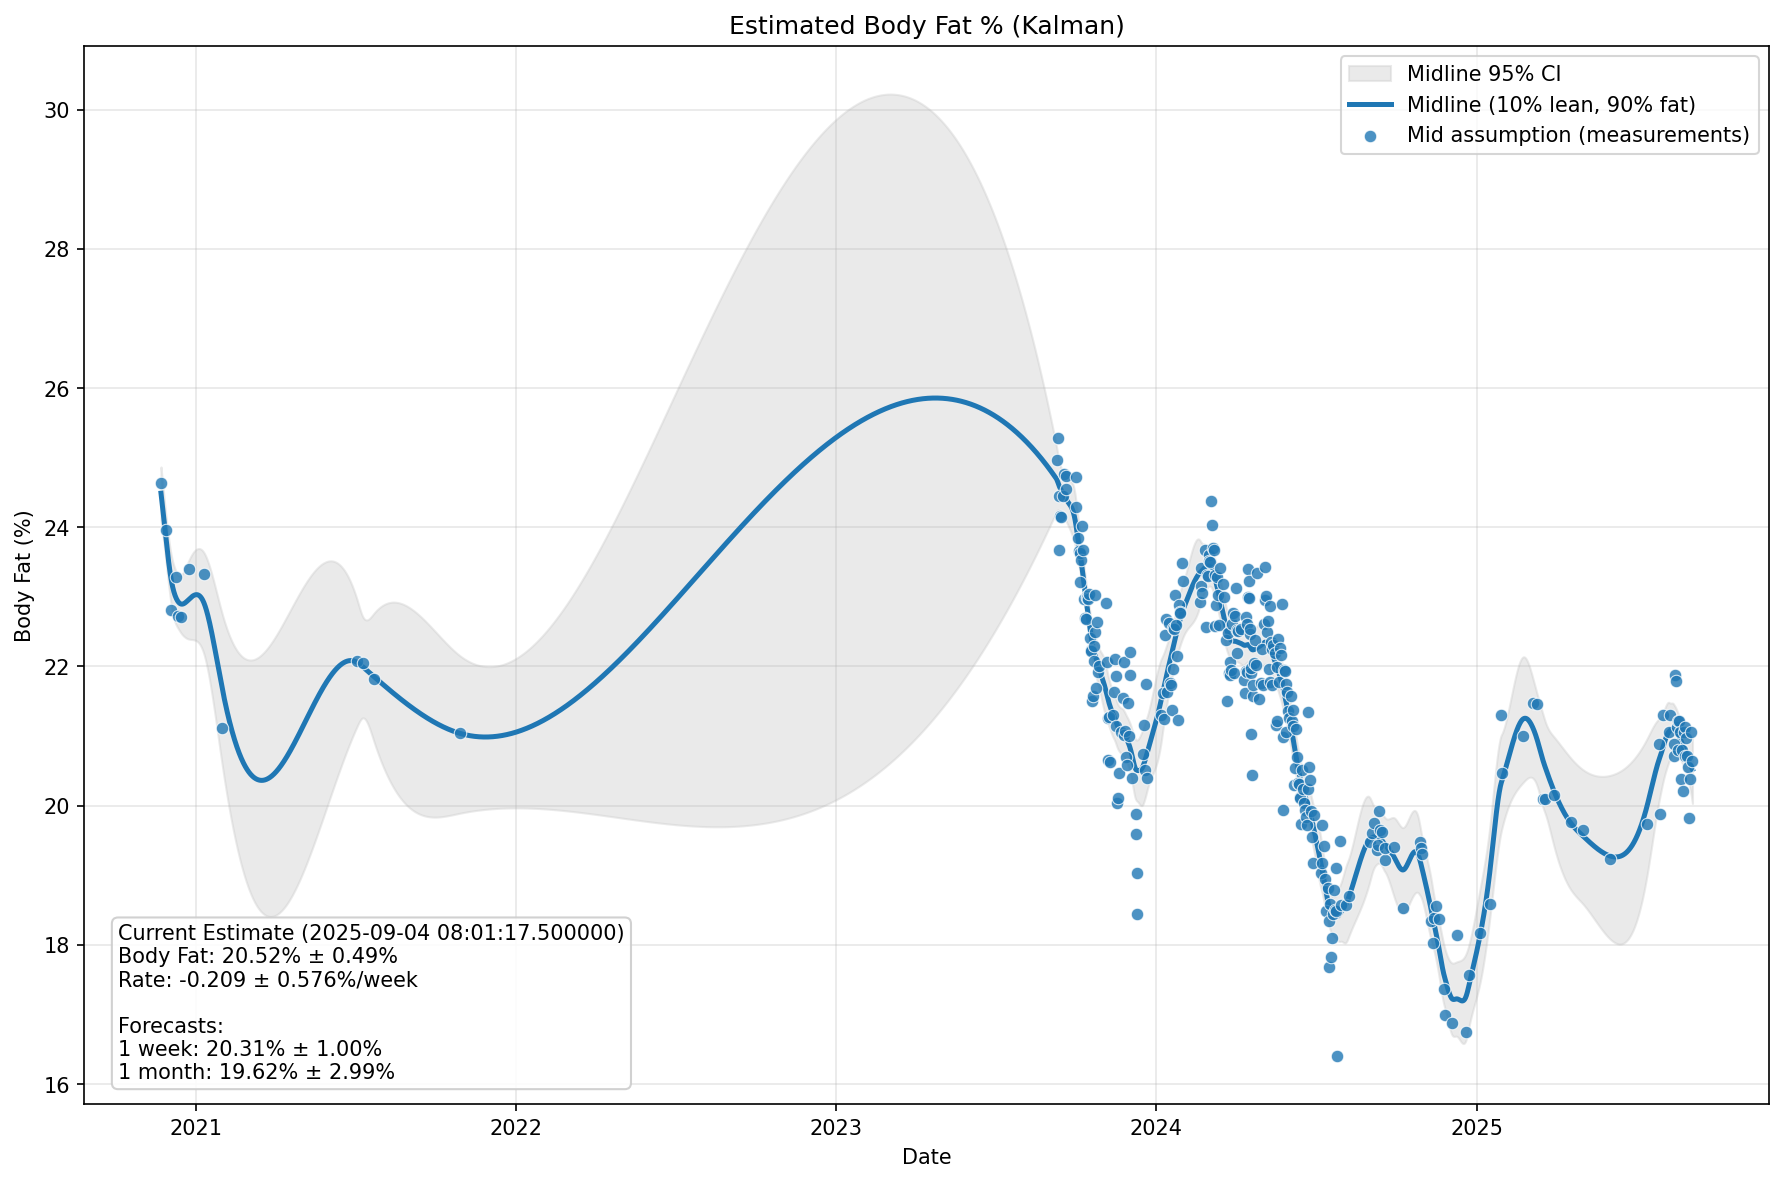 Estimated Body Fat % (Kalman)
Midline 95% CI
Midline (10% lean, 90% fat)
Mid assumption (measurements)
30
28
26
24
22
20
18
16
Body Fat (%)
Current Estimate (2025-09-04 08:01:17.500000)
Body Fat: 20.52% ± 0.49%
Rate: -0.209 ± 0.576%/week
Forecasts:
1 week: 20.31% ± 1.00%
1 month: 19.62% ± 2.99%
2021
2022
2023
2024
2025
Date